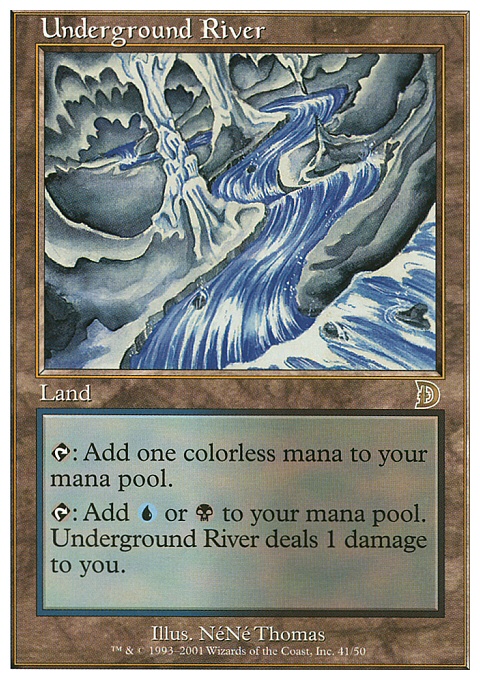 Underground River
Land
: Add one colorless mana to your
mana pool.
: Add or to your mana pool.
Underground River deals 1 damage
to you.
Illus. NéNé Thomas
™ & © 1993–2001 Wizards of the Coast, Inc. 41/50